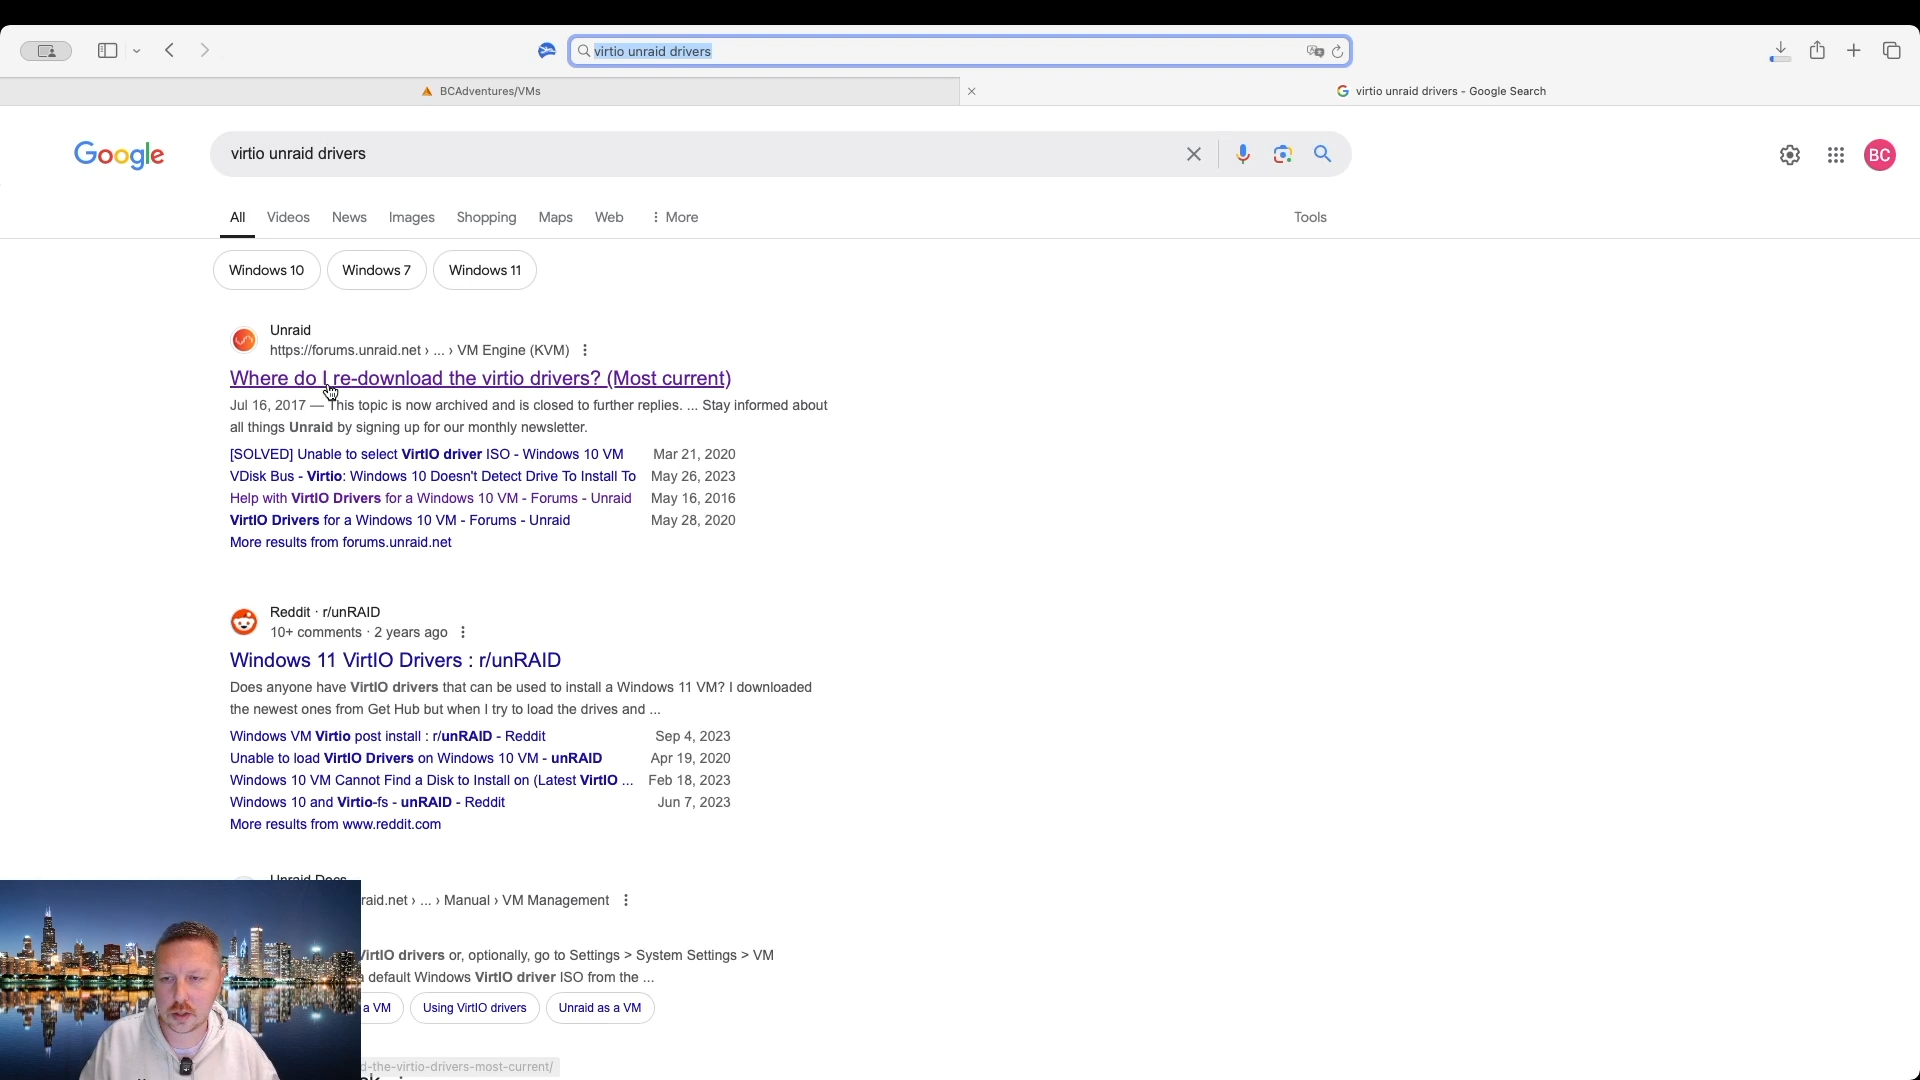 virtio unraid drivers
BCAdventures/VMs
virtio unraid drivers - Google Search
Google
virtio unraid drivers
BC
All Videos News Images Shopping Maps Web More
Tools
Windows 10 Windows 7 Windows 11
Unraid
https://forums.unraid.net › ... › VM Engine (KVM)
Where do I re-download the virtio drivers? (Most current)
Jul 16, 2017 — This topic is now archived and is closed to further replies. ... Stay informed about
all things Unraid by signing up for our monthly newsletter.
[SOLVED] Unable to select VirtIO driver ISO - Windows 10 VM Mar 21, 2020
VDisk Bus - Virtio: Windows 10 Doesn't Detect Drive To Install To May 26, 2023
Help with VirtIO Drivers for a Windows 10 VM - Forums - Unraid May 16, 2016
VirtIO Drivers for a Windows 10 VM - Forums - Unraid May 28, 2020
More results from forums.unraid.net
Reddit · r/unRAID
10+ comments · 2 years ago
Windows 11 VirtIO Drivers : r/unRAID
Does anyone have VirtIO drivers that can be used to install a Windows 11 VM? I downloaded
the newest ones from Get Hub but when I try to load the drives and ...
Windows VM Virtio post install : r/unRAID - Reddit Sep 4, 2023
Unable to load VirtIO Drivers on Windows 10 VM - unRAID Apr 19, 2020
Windows 10 VM Cannot Find a Disk to Install on (Latest VirtIO ... Feb 18, 2023
Windows 10 and Virtio-fs - unRAID - Reddit Jun 7, 2023
More results from www.reddit.com
Unraid Docs
raid.net › ... › Manual › VM Management
VirtIO drivers or, optionally, go to Settings > System Settings > VM
default Windows VirtIO driver ISO from the ...
a VM Using VirtIO drivers Unraid as a VM
d-the-virtio-drivers-most-current/